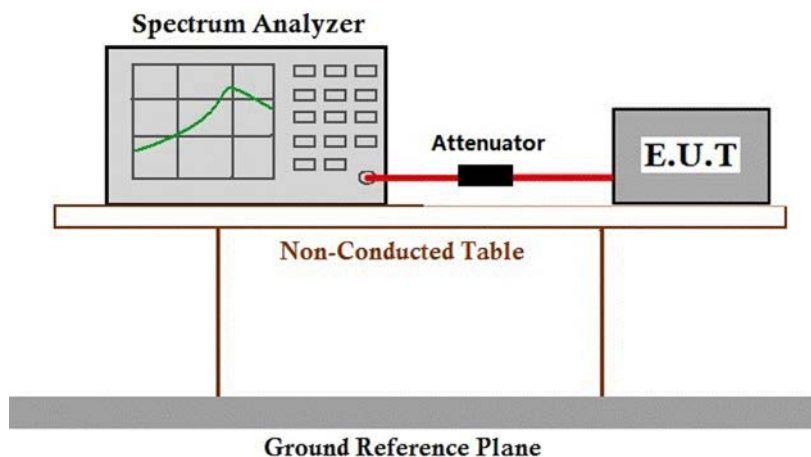 Spectrum Analyzer
Attenuator
E.U.T
Non-Conducted Table
Ground Reference Plane